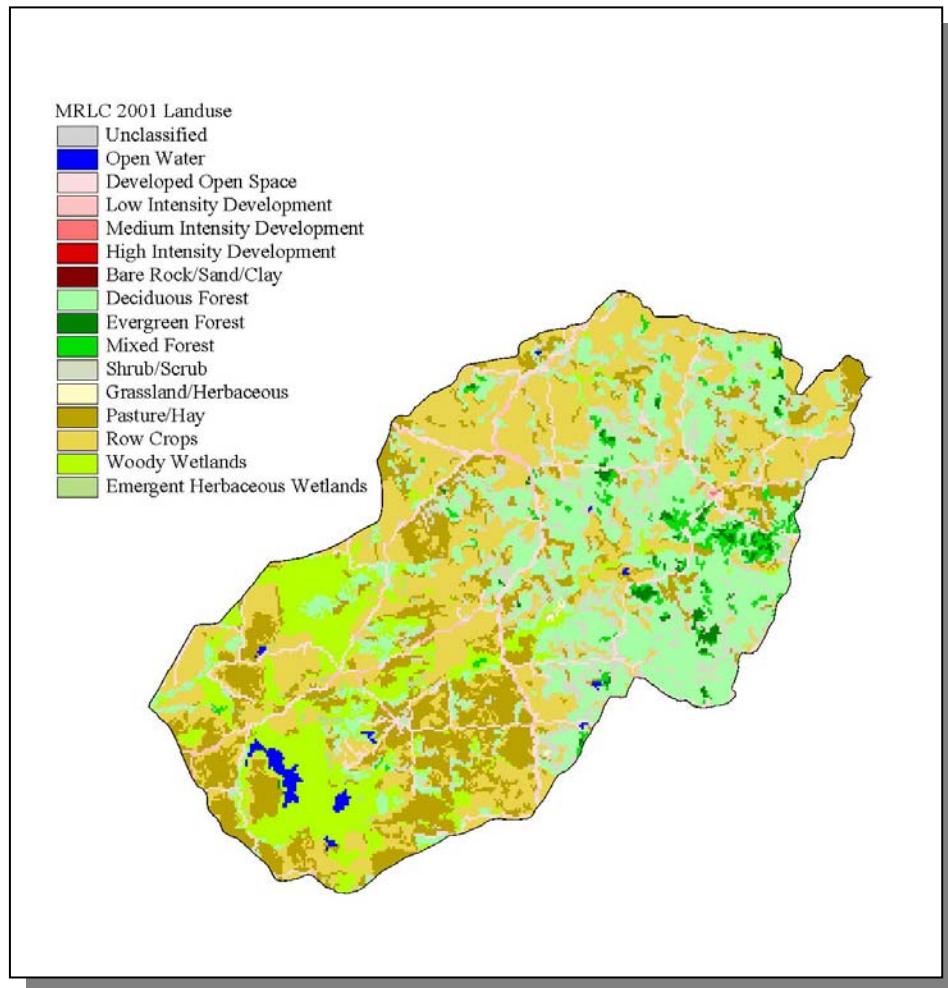 MRLC 2001 Landuse
Unclassified
Open Water
Developed Open Space
Low Intensity Development
Medium Intensity Development
High Intensity Development
Bare Rock/Sand/Clay
Deciduous Forest
Evergreen Forest
Mixed Forest
Shrub/Scrub
Grassland/Herbaceous
Pasture/Hay
Row Crops
Woody Wetlands
Emergent Herbaceous Wetlands